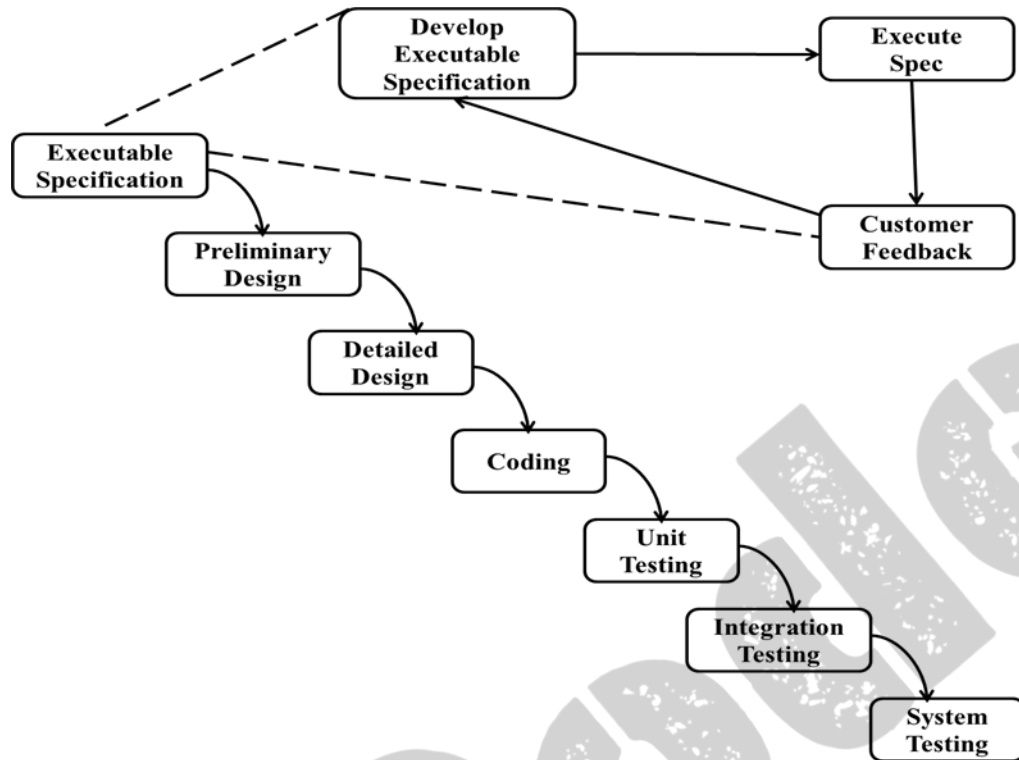 Develop
Executable
Specification
Execute
Spec
Executable
Specification
Customer
Feedback
Preliminary
Design
Detailed
Design
Coding
Unit
Testing
Integration
Testing
System
Testing